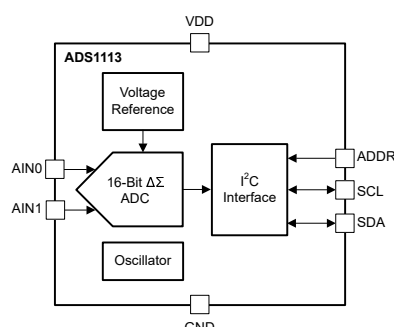 VDD
ADS1113
Voltage
Reference
AIN0
AIN1
16-Bit ΔΣ
ADC
I²C
Interface
ADDR
SCL
SDA
Oscillator
GND